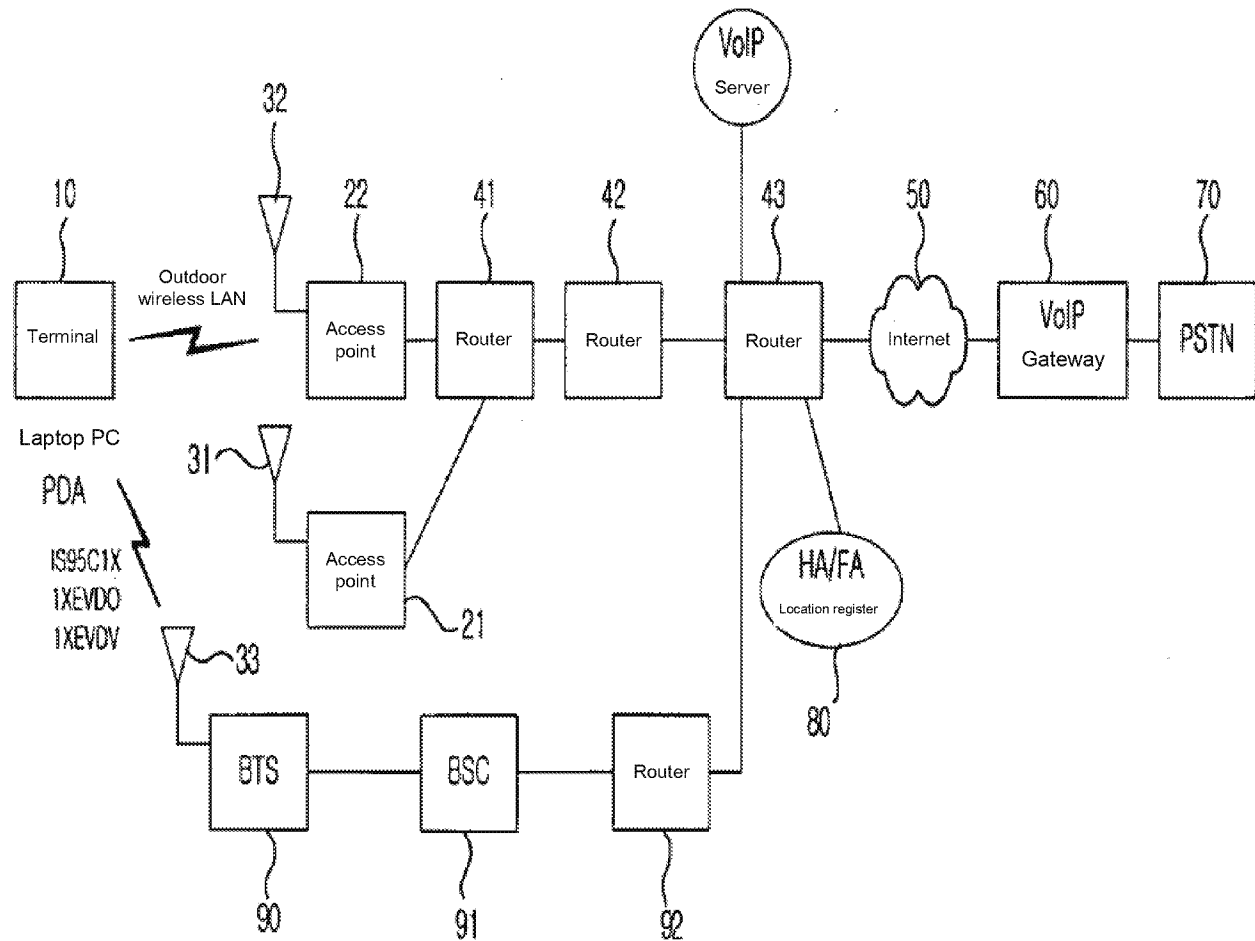 VoIP
Server
32
10
22
41
42
43
50
60
70
Outdoor
wireless LAN
Terminal
Access
point
Router
Router
Router
Internet
VoIP
Gateway
PSTN
Laptop PC
PDA
31
Access
point
21
IS95C1X
1XEVDO
1XEVDV
33
HA/FA
Location register
80
BTS
BSC
Router
90
91
92